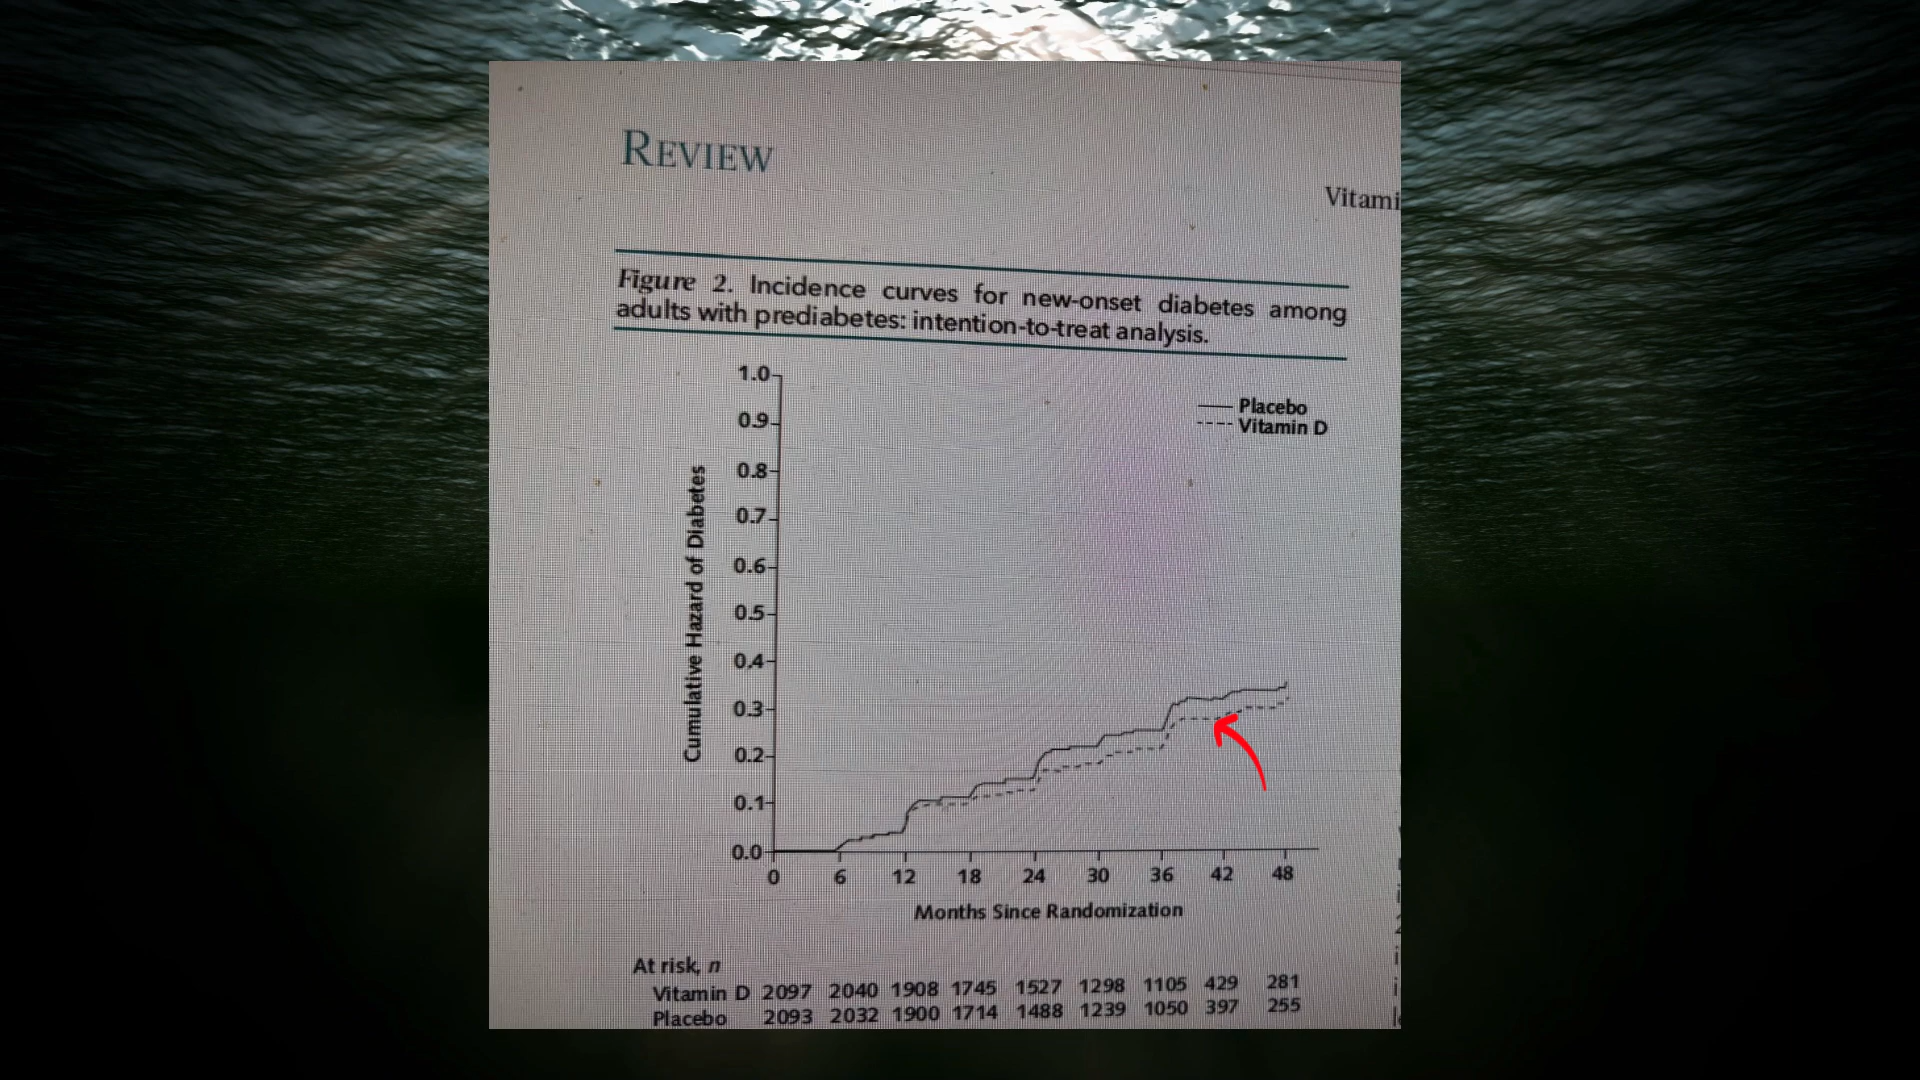 REVIEW
Vitami
Figure 2. Incidence curves for new-onset diabetes among
adults with prediabetes: intention-to-treat analysis.
1.0
0.9
0.8
0.7
0.6
0.5
0.4
0.3
0.2
0.1
0.0
Cumulative Hazard of Diabetes
Placebo
Vitamin D
0 6 12 18 24 30 36 42 48
Months Since Randomization
At risk, n
Vitamin D 2097 2040 1908 1745 1527 1298 1105 429 281
Placebo 2093 2032 1900 1714 1488 1239 1050 397 255